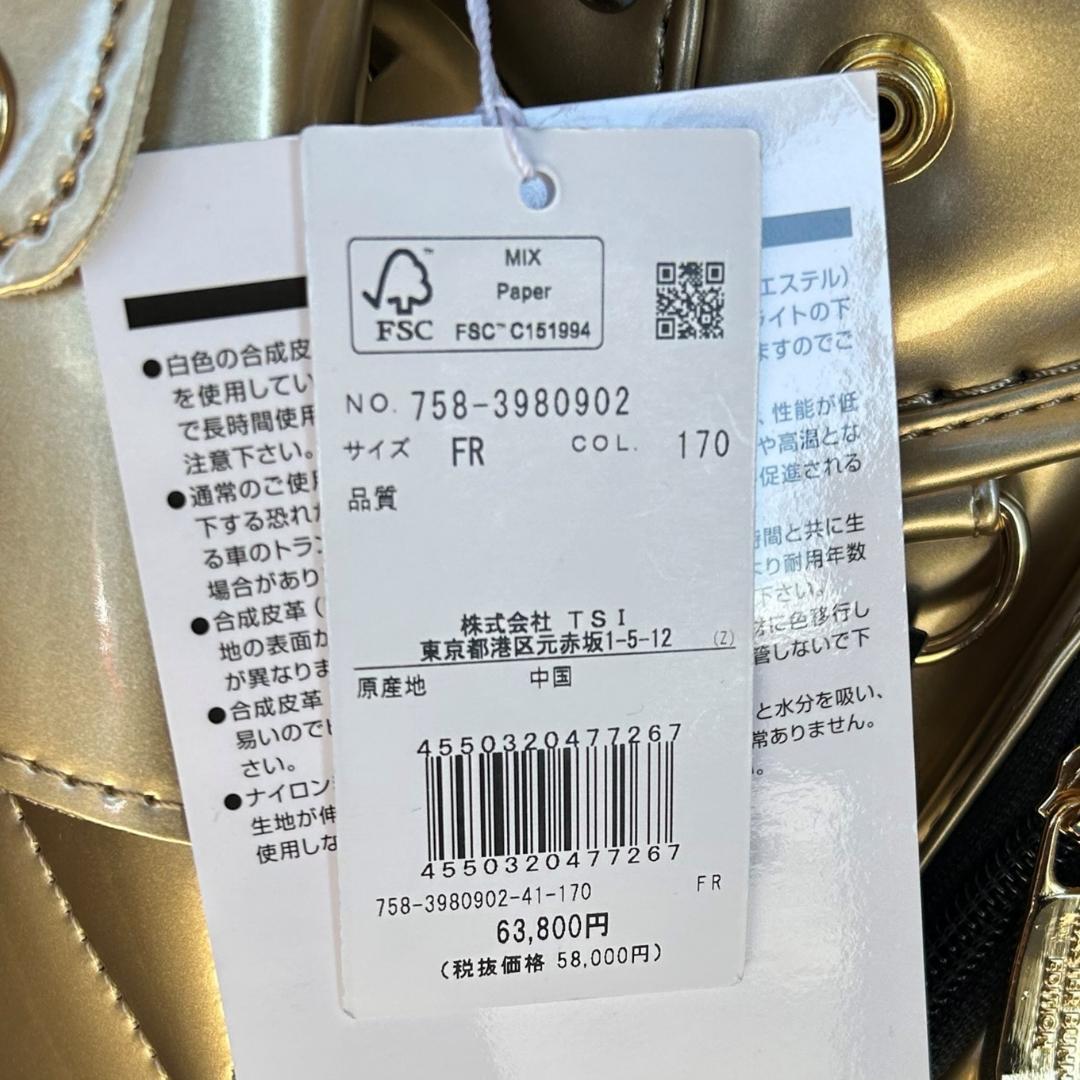 FSC™
MIX
Paper
FSC™ C151994
NO. 758-3980902
サイズ FR COL. 170
品質
株式会社 TSI
東京都港区元赤坂1-5-12 (Z)
原産地 中国
4550320477267
4550320477267
758-3980902-41-170 FR
63,800円
(税抜価格 58,000円)
●白色の合成皮
を使用してい
で長時間使用
注意下さい。
●通常のご使
下する恐れ
る車のトラ
場合があり
●合成皮革(
地の表面が
が異なりま
●合成皮革
易いのでヒ
さい。
●ナイロン
生地が伸
使用しな
エステル)
ライトの下
ますのでご
、性能が低
や高温とな
促進される
時間と共に生
より耐用年数
下さい。
に色移行し
管しないで下
と水分を吸い、
常ありません。